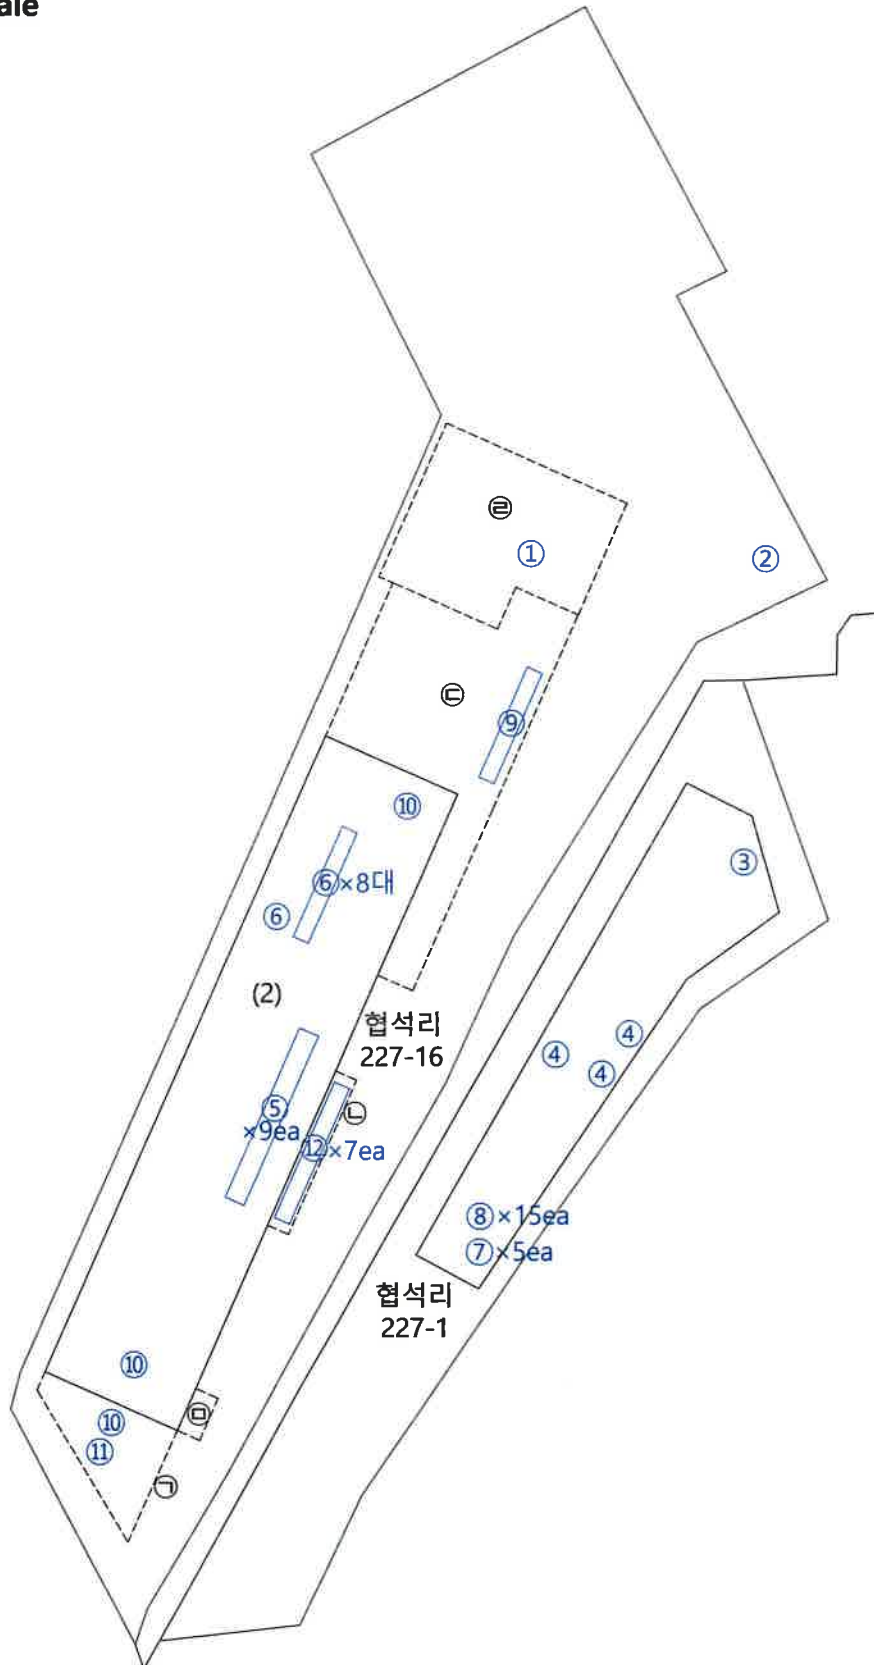 ale
㉣
①
②
㉢
⑨
⑩
③
⑥×8대
⑥
(2)
협석리
227-16
④
④
④
⑤
×9ea
㉡
⑫×7ea
⑧×15ea
⑦×5ea
협석리
227-1
⑩
⑩
㉤
⑪
㉠